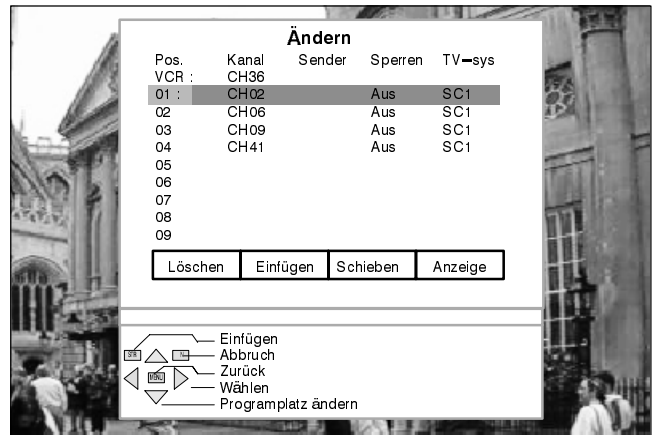 Ändern
Pos. Kanal Sender Sperren TV-sys
VCR : CH36
01 : CH02 Aus SC1
02 CH06 Aus SC1
03 CH09 Aus SC1
04 CH41 Aus SC1
05
06
07
08
09
Löschen Einfügen Schieben Anzeige
Einfügen
STR N Abbruch
MENU Zurück
Wählen
Programplatz ändern